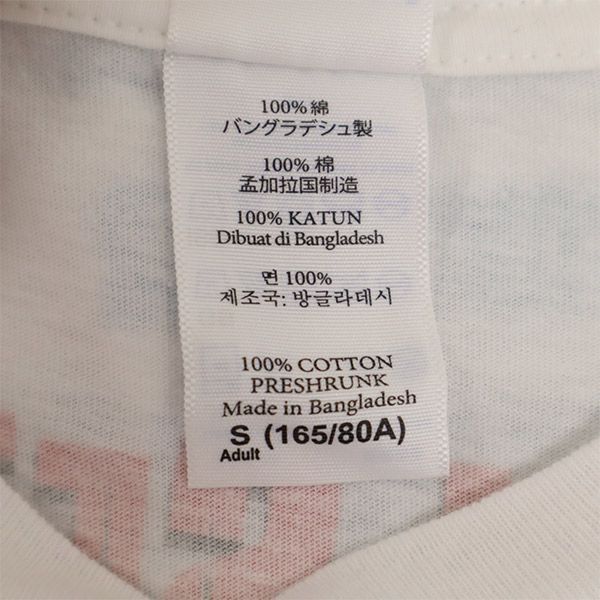 100% 綿
バングラデシュ製
100% 棉
孟加拉国制造
100% KATUN
Dibuat di Bangladesh
면 100%
제조국: 방글라데시
100% COTTON
PRESHRUNK
Made in Bangladesh
S (165/80A)
Adult